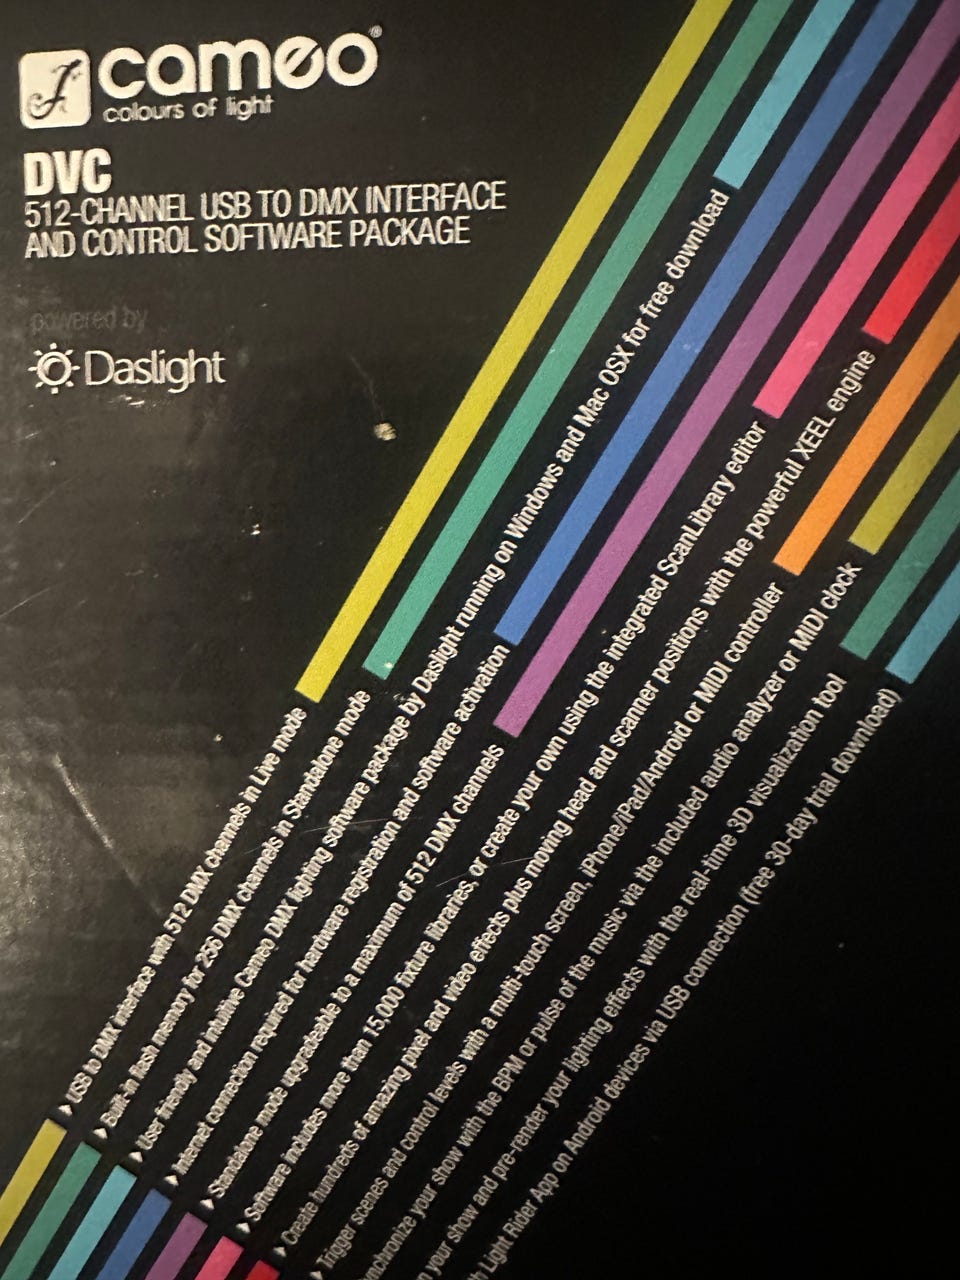 cameo®
colours of light
DVC
512-CHANNEL USB TO DMX INTERFACE
AND CONTROL SOFTWARE PACKAGE
powered by
Daslight
USB to DMX interface with 512 DMX channels in Live mode
Built-in flash memory for 256 DMX channels in Standalone mode
User friendly and intuitive Cameo DMX lighting software package by Daslight running on Windows and Mac OSX for free download
Internet connection required for hardware registration and software activation
Standalone mode upgradeable to a maximum of 512 DMX channels
Software includes more than 15,000 fixture libraries, or create your own using the integrated ScanLibrary editor
Create hundreds of amazing pixel and video effects plus moving head and scanner positions with the powerful XEEL engine
Trigger scenes and control levels with a multi-touch screen, iPhone/iPad/Android or MIDI controller
your show with the BPM or pulse of the music via the included audio analyzer or MIDI clock
your show and pre-render your lighting effects with the real-time 3D visualization tool
Light Rider App on Android devices via USB connection (free 30-day trial download)